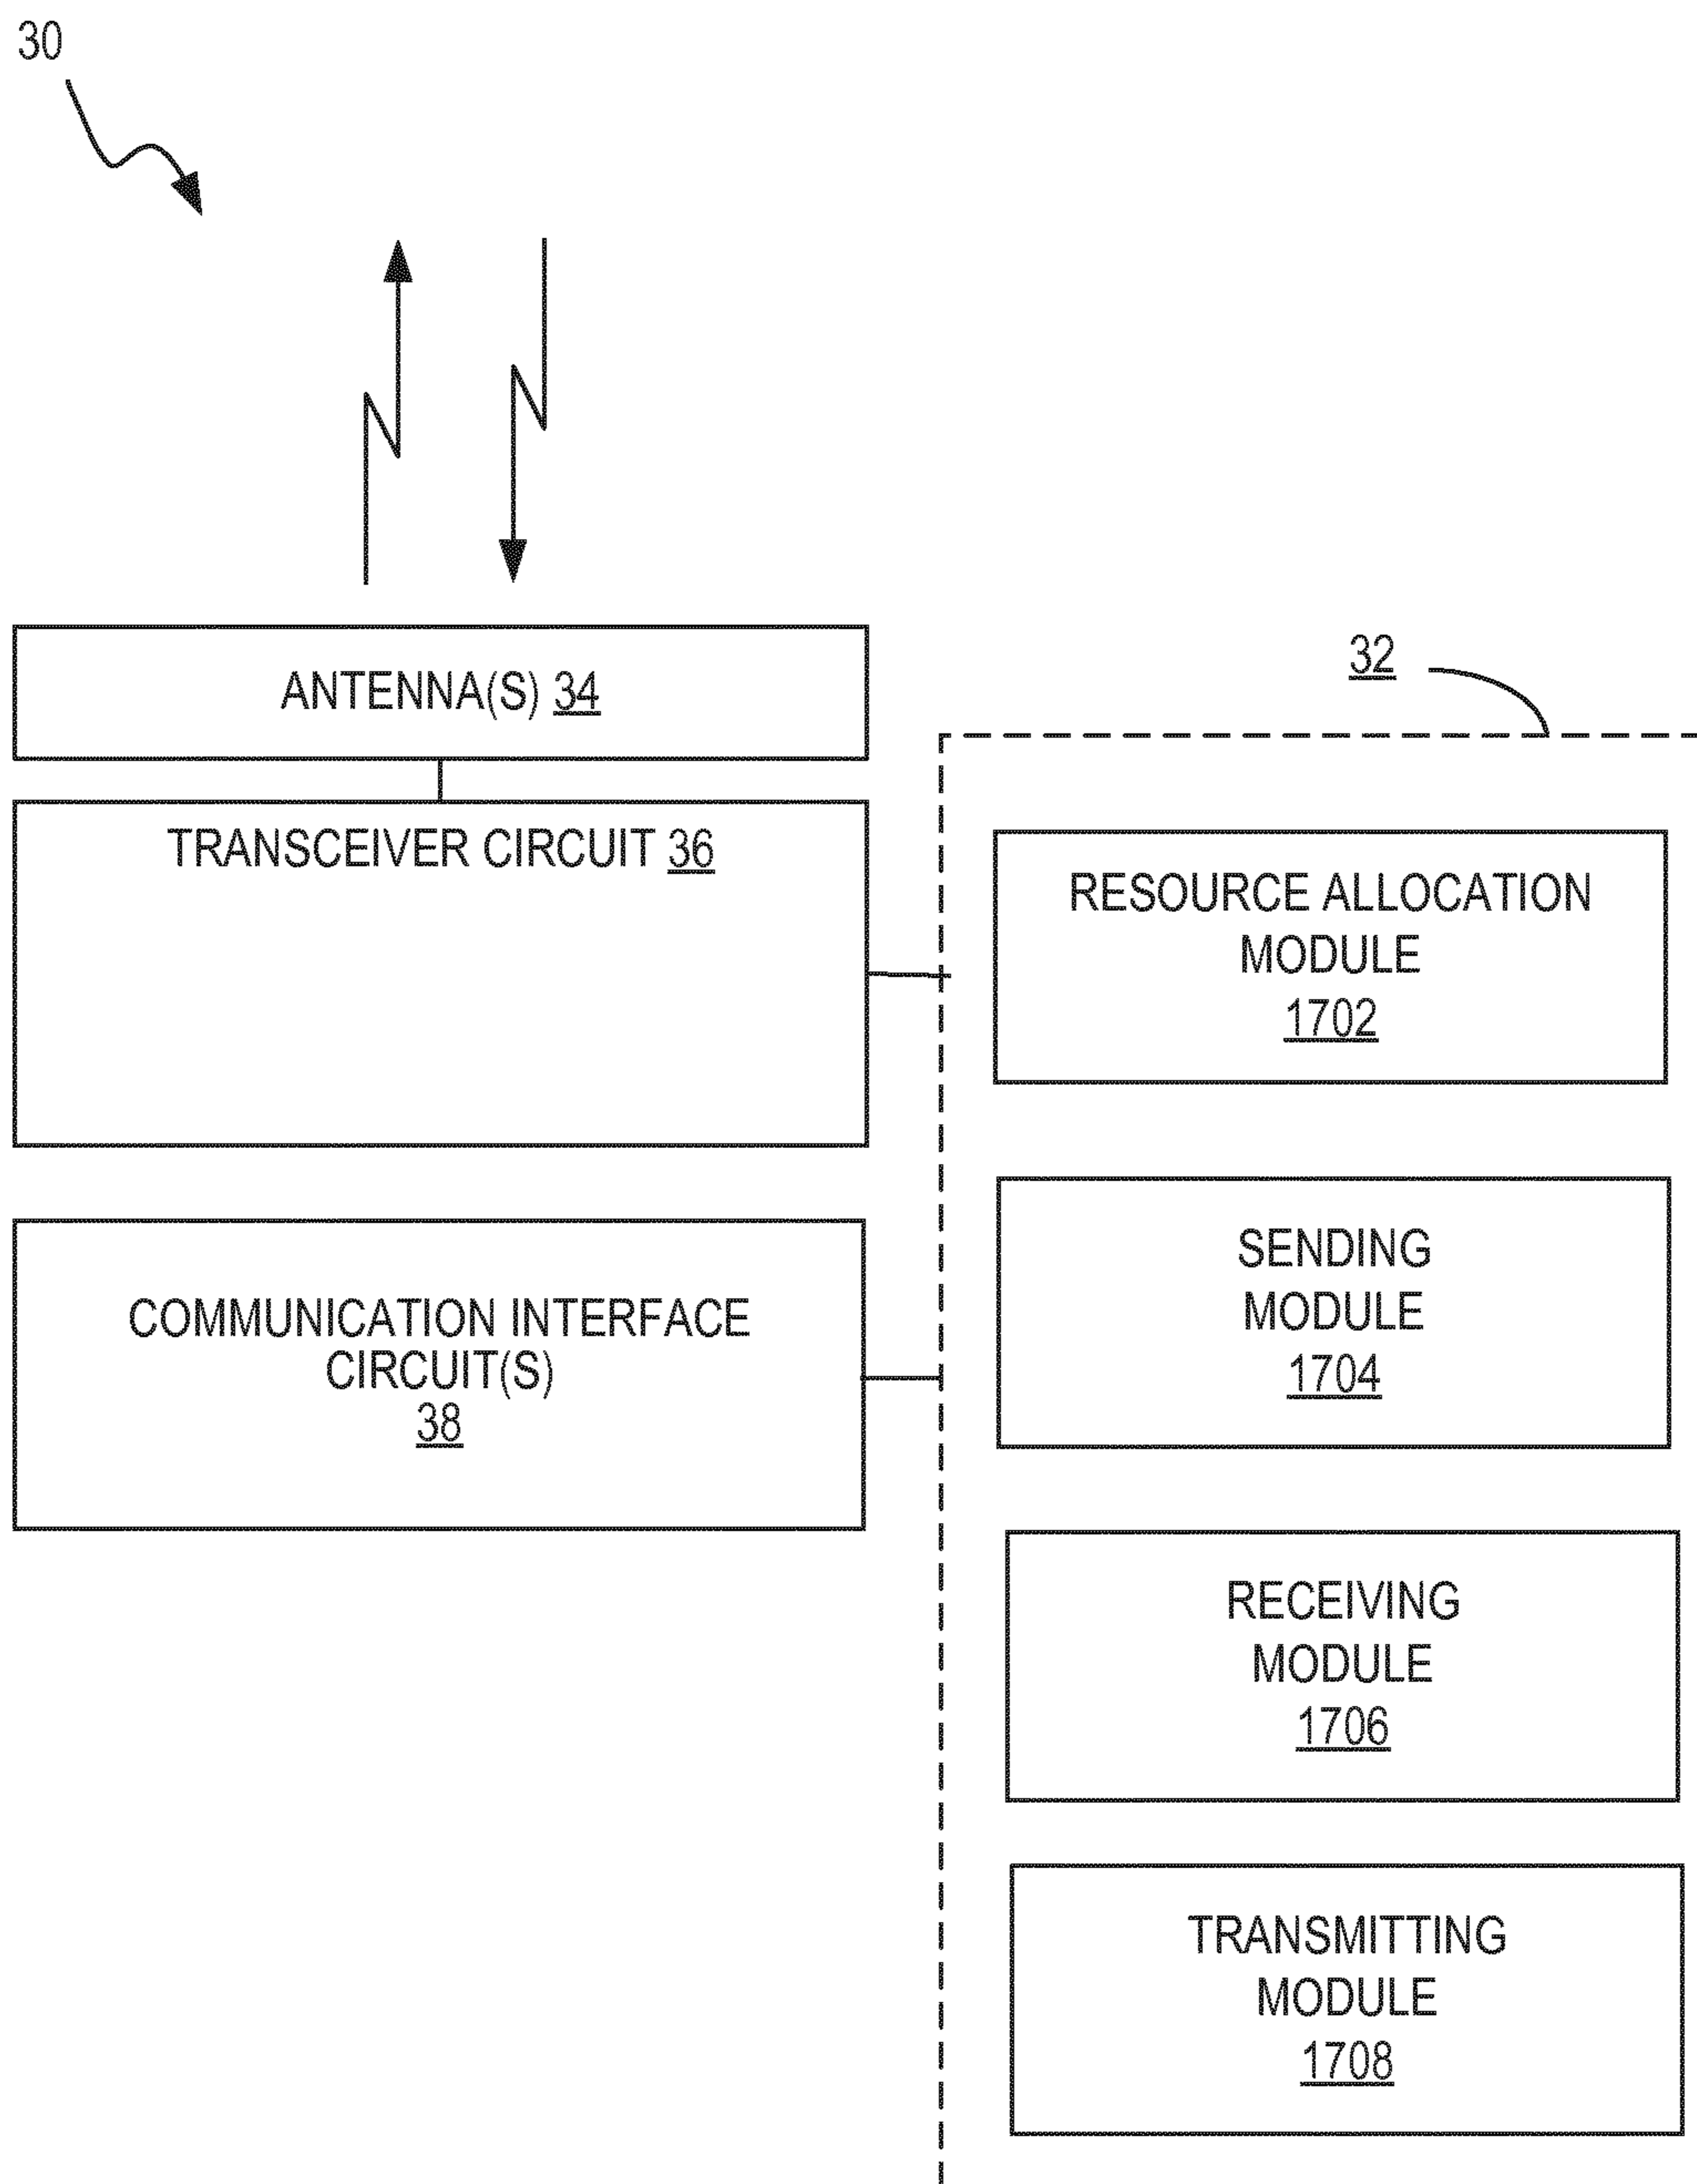 30
ANTENNA(S) 34
32
TRANSCEIVER CIRCUIT 36
RESOURCE ALLOCATION
MODULE
1702
SENDING
MODULE
1704
COMMUNICATION INTERFACE
CIRCUIT(S)
38
RECEIVING
MODULE
1706
TRANSMITTING
MODULE
1708